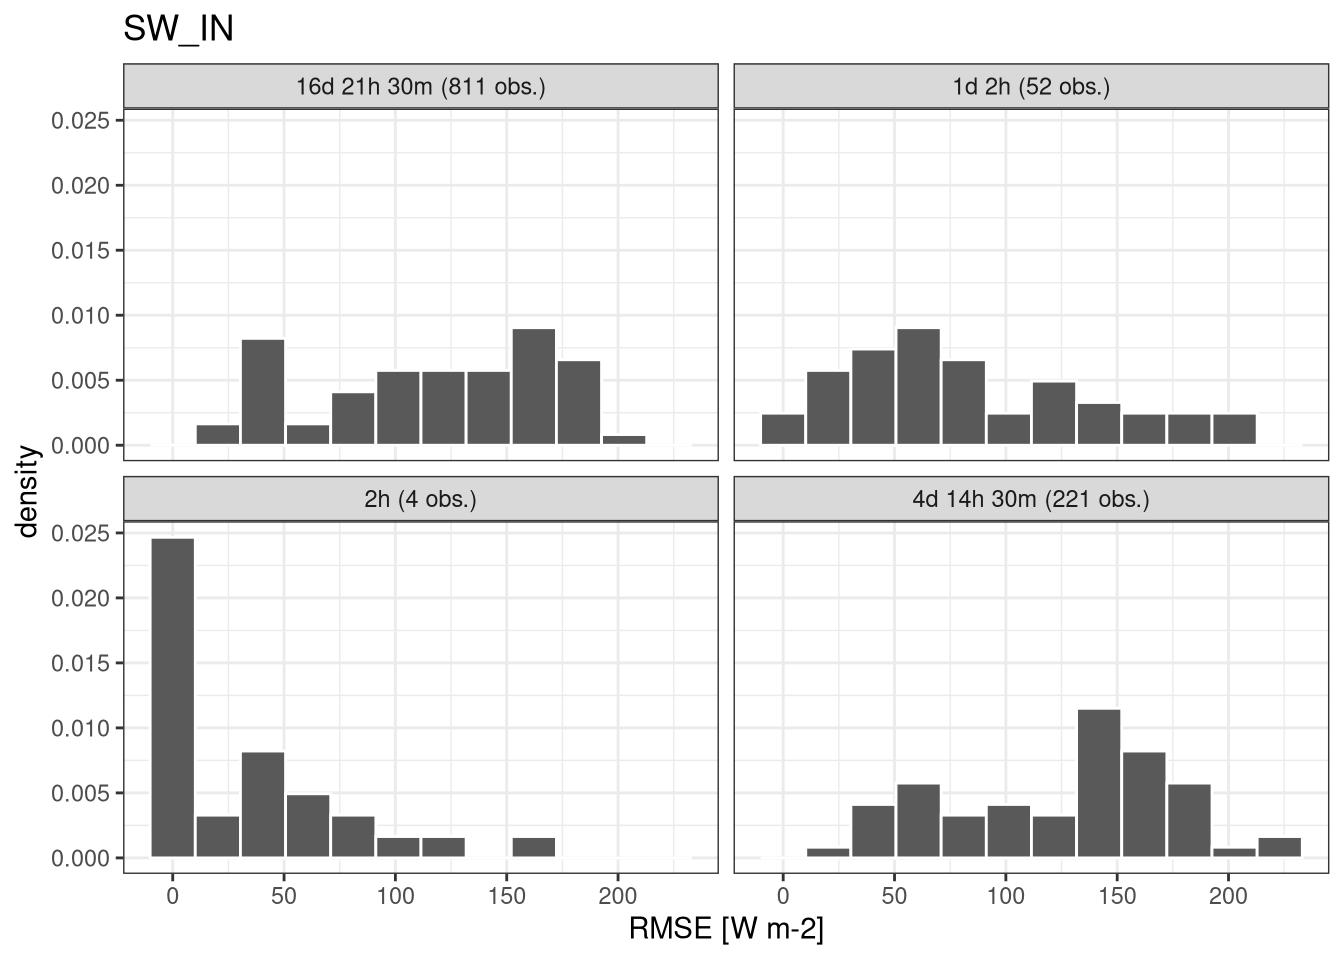 SW_IN
16d 21h 30m (811 obs.)
1d 2h (52 obs.)
0.025
0.020
0.015
0.010
0.005
0.000
2h (4 obs.)
4d 14h 30m (221 obs.)
0.025
0.020
0.015
0.010
0.005
0.000
density
0 50 100 150 200
0 50 100 150 200
RMSE [W m-2]